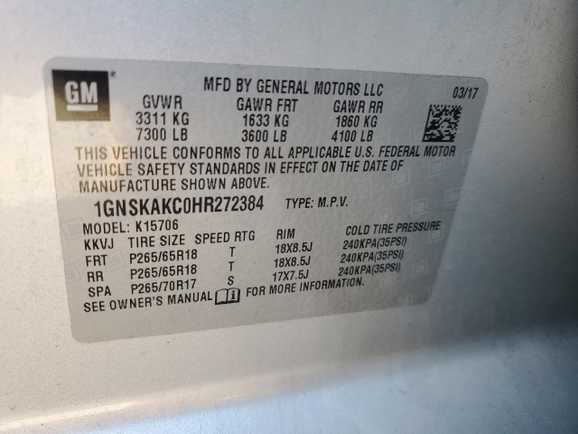 GM
MFD BY GENERAL MOTORS LLC 03/17
GVWR GAWR FRT GAWR RR
3311 KG 1633 KG 1860 KG
7300 LB 3600 LB 4100 LB
THIS VEHICLE CONFORMS TO ALL APPLICABLE U.S. FEDERAL MOTOR
VEHICLE SAFETY STANDARDS IN EFFECT ON THE DATE OF
MANUFACTURE SHOWN ABOVE.
1GNSKAKC0HR272384 TYPE: M.P.V.
MODEL: K15706
KKVJ TIRE SIZE SPEED RTG RIM COLD TIRE PRESSURE
FRT P265/65R18 T 18X8.5J 240KPA(35PSI)
RR P265/65R18 T 18X8.5J 240KPA(35PSI)
SPA P265/70R17 S 17X7.5J 240KPA(35PSI)
SEE OWNER'S MANUAL FOR MORE INFORMATION.